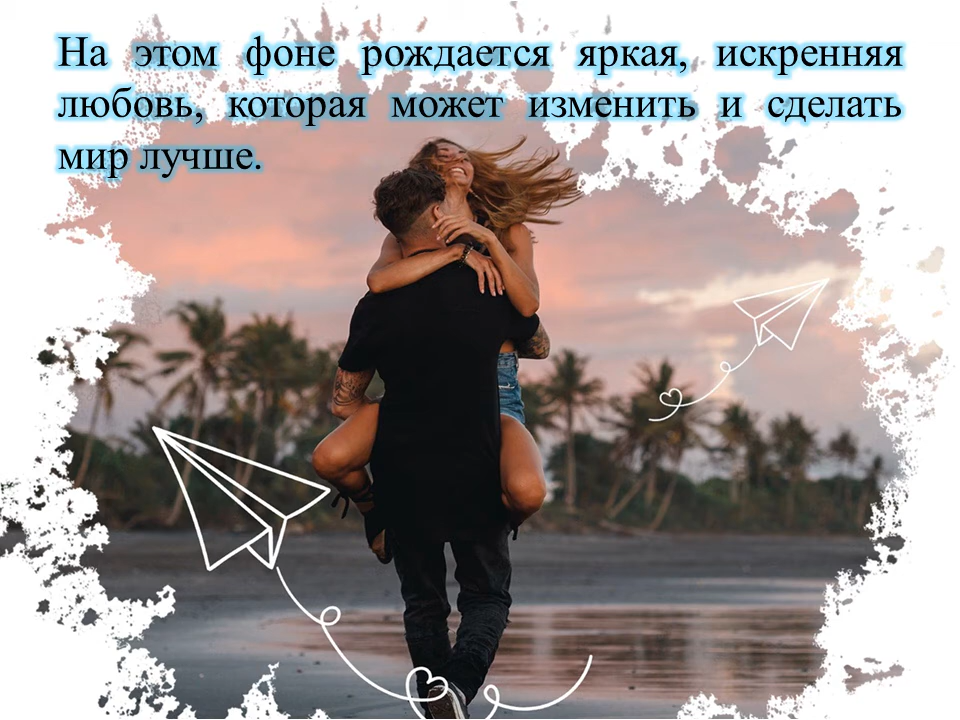 На этом фоне рождается яркая, искренняя
любовь, которая может изменить и сделать
мир лучше.